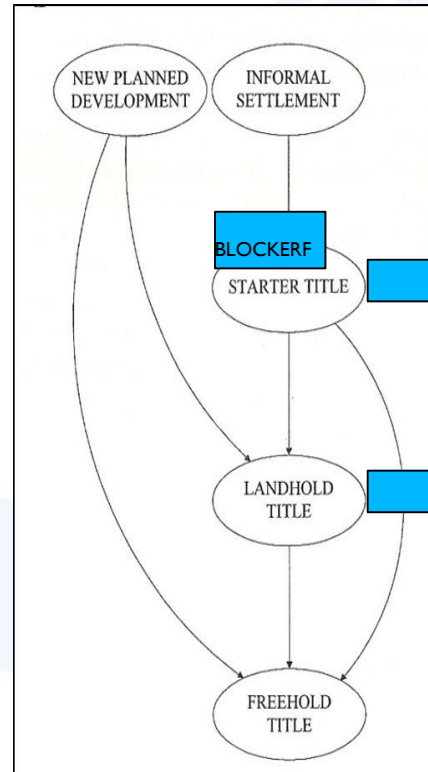 NEW PLANNED
DEVELOPMENT
INFORMAL
SETTLEMENT
BLOCKERF
STARTER TITLE
LANDHOLD
TITLE
FREEHOLD
TITLE